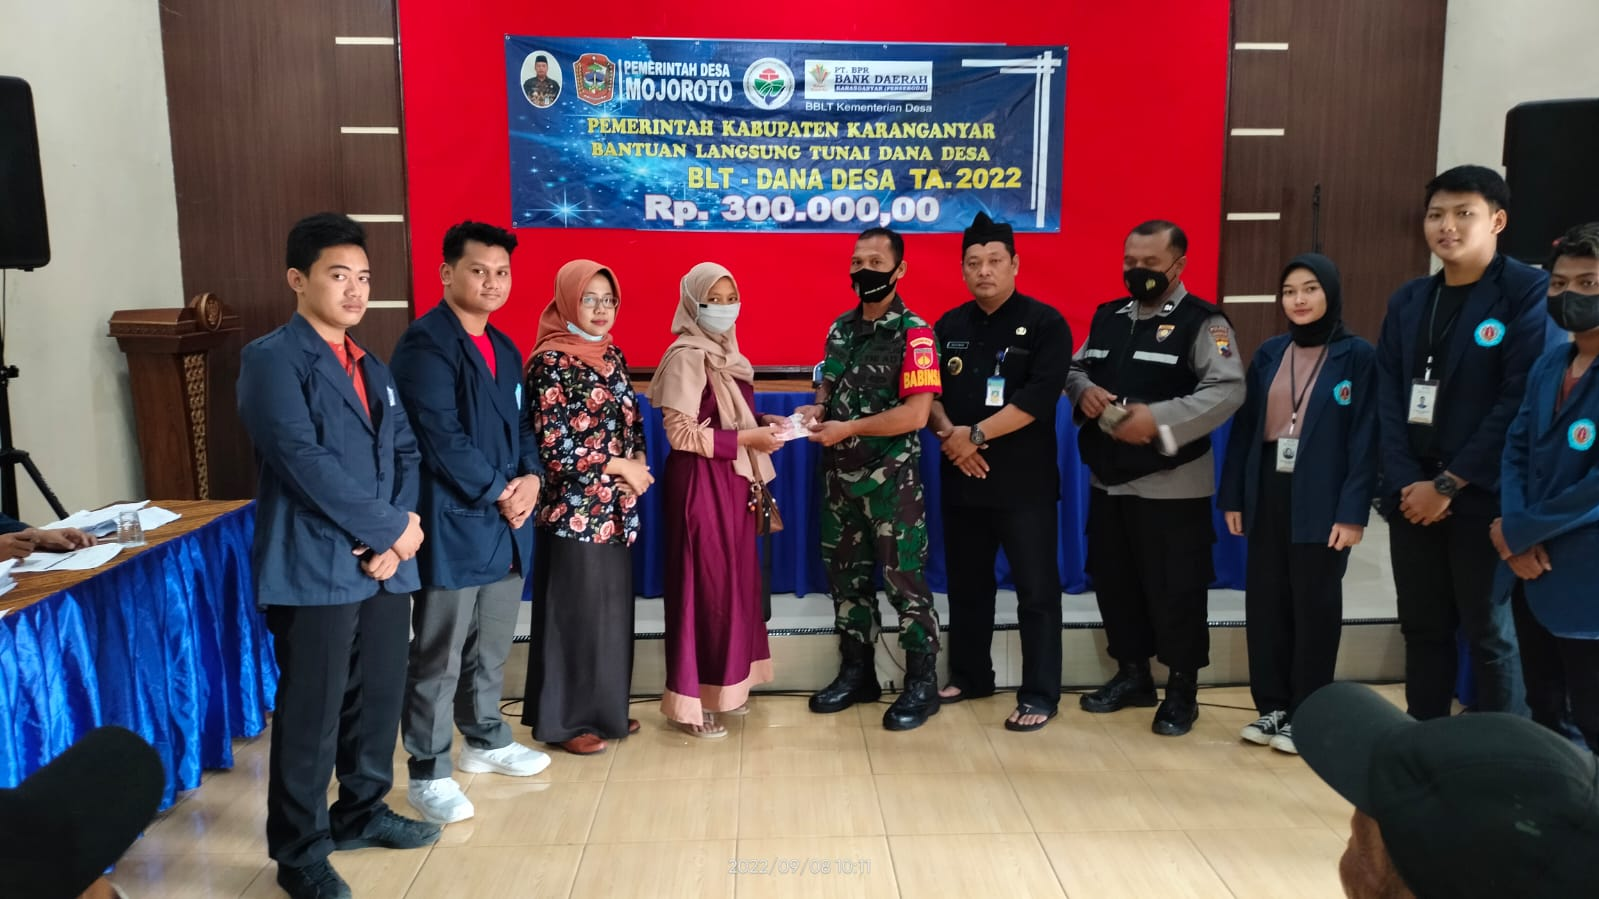 PEMERINTAH DESA
MOJOROTO
PT. BPR
BANK DAERAH
KARANGANYAR (PERSERODA)
BBLT Kementerian Desa
PEMERINTAH KABUPATEN KARANGANYAR
BANTUAN LANGSUNG TUNAI DANA DESA
BLT - DANA DESA TA. 2022
Rp. 300.000,00
BABINSA
2022/09/08 10:11